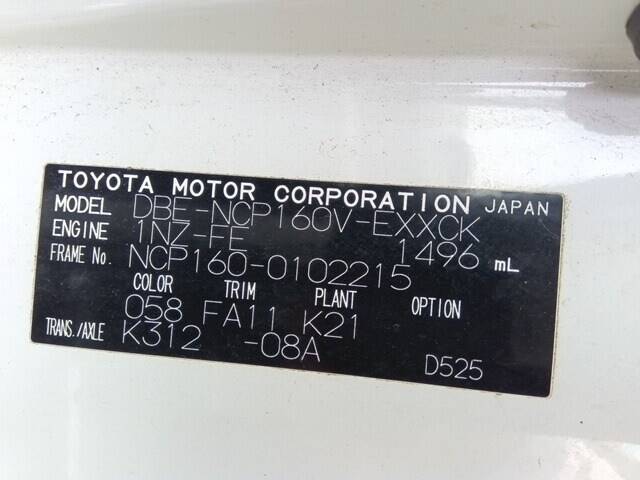 TOYOTA MOTOR CORPORATION JAPAN
MODEL DBE-NCP160V-EXXCK
ENGINE 1NZ-FE 1496 mL
FRAME No. NCP160-0102215
COLOR TRIM PLANT OPTION
058 FA11 K21
TRANS./AXLE K312 -08A
D525